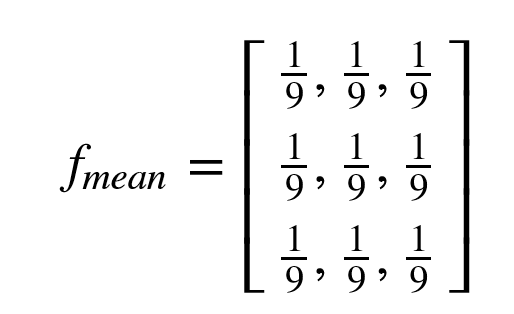 f_mean = [ 1/9, 1/9, 1/9
1/9, 1/9, 1/9
1/9, 1/9, 1/9 ]